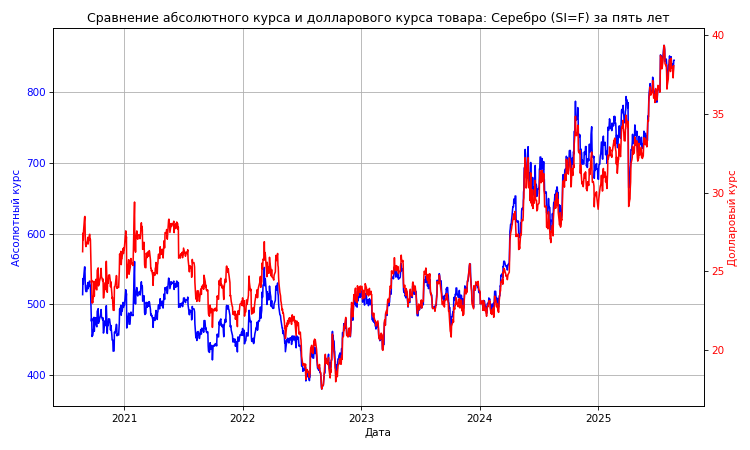 Сравнение абсолютного курса и долларового курса товара: Серебро (SI=F) за пять лет
Абсолютный курс
800
700
600
500
400
40
35
30
25
20
Долларовый курс
2021 2022 2023 2024 2025
Дата